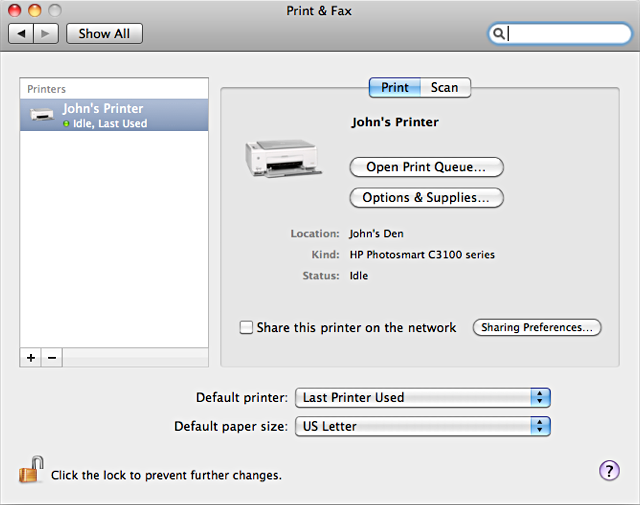 Print & Fax
Show All
Printers
John's Printer
Idle, Last Used
Print Scan
John's Printer
Open Print Queue...
Options & Supplies...
Location: John's Den
Kind: HP Photosmart C3100 series
Status: Idle
Share this printer on the network Sharing Preferences...
+ −
Default printer: Last Printer Used
Default paper size: US Letter
Click the lock to prevent further changes.
?